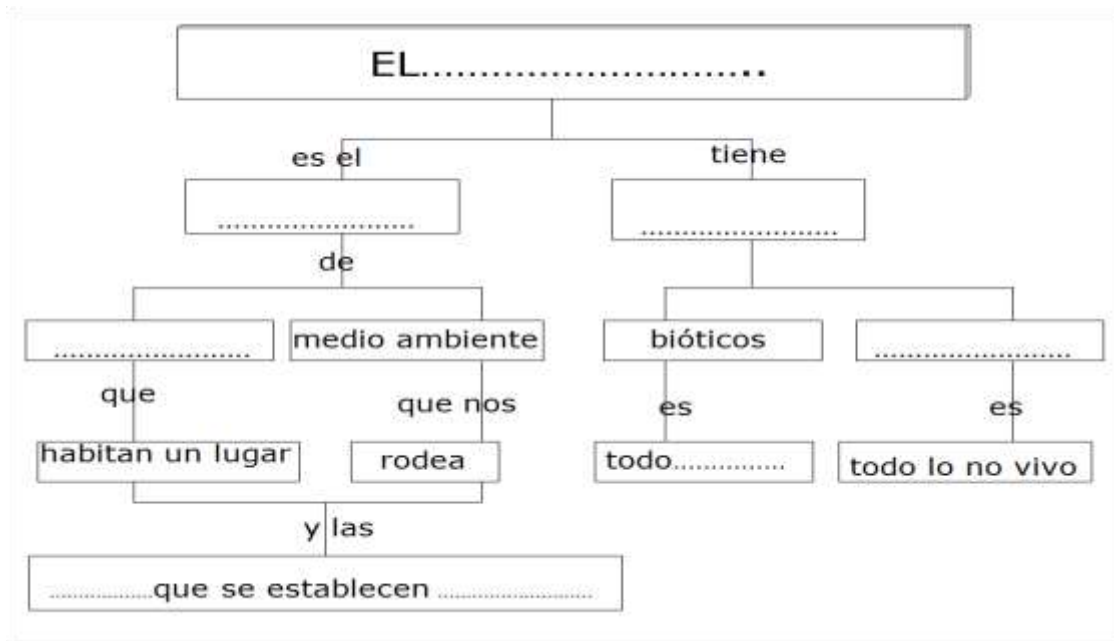 EL............................
es el
tiene
.......................
.......................
de
.......................
medio ambiente
bióticos
.......................
que
que nos
es
es
habitan un lugar
rodea
todo...............
todo lo no vivo
y las
..................que se establecen ...........................